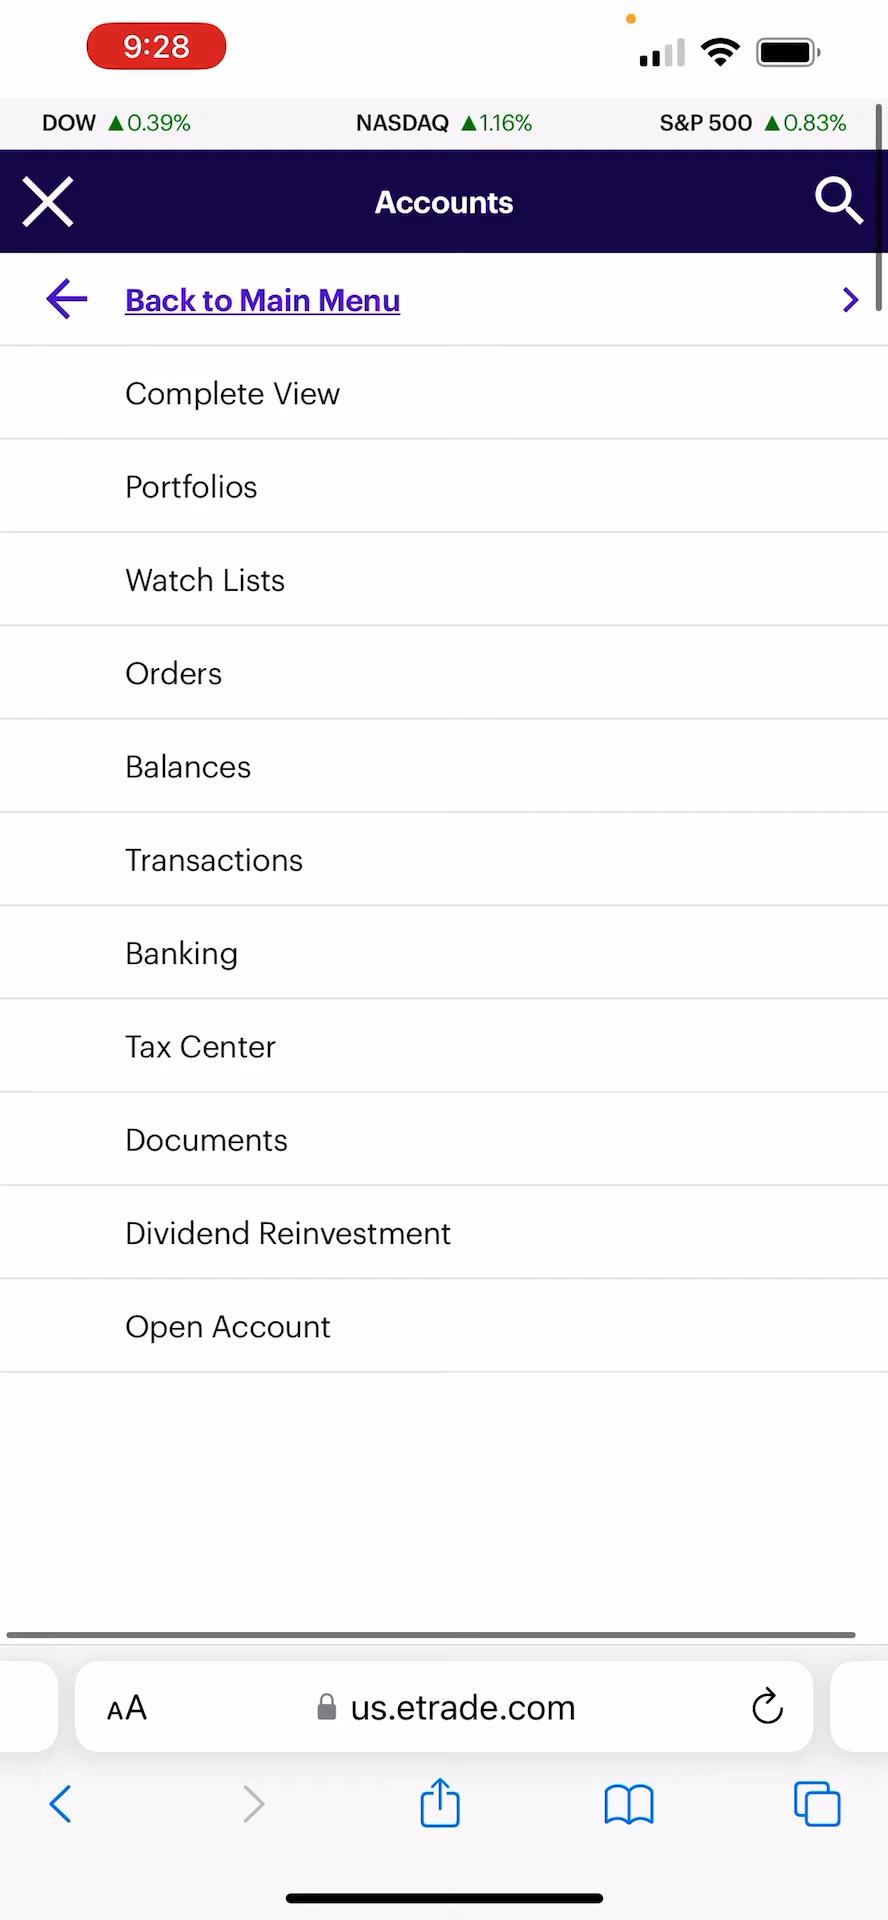 9:28
DOW ▲0.39% NASDAQ ▲1.16% S&P 500 ▲0.83%
Accounts
Back to Main Menu
Complete View
Portfolios
Watch Lists
Orders
Balances
Transactions
Banking
Tax Center
Documents
Dividend Reinvestment
Open Account
AA us.etrade.com